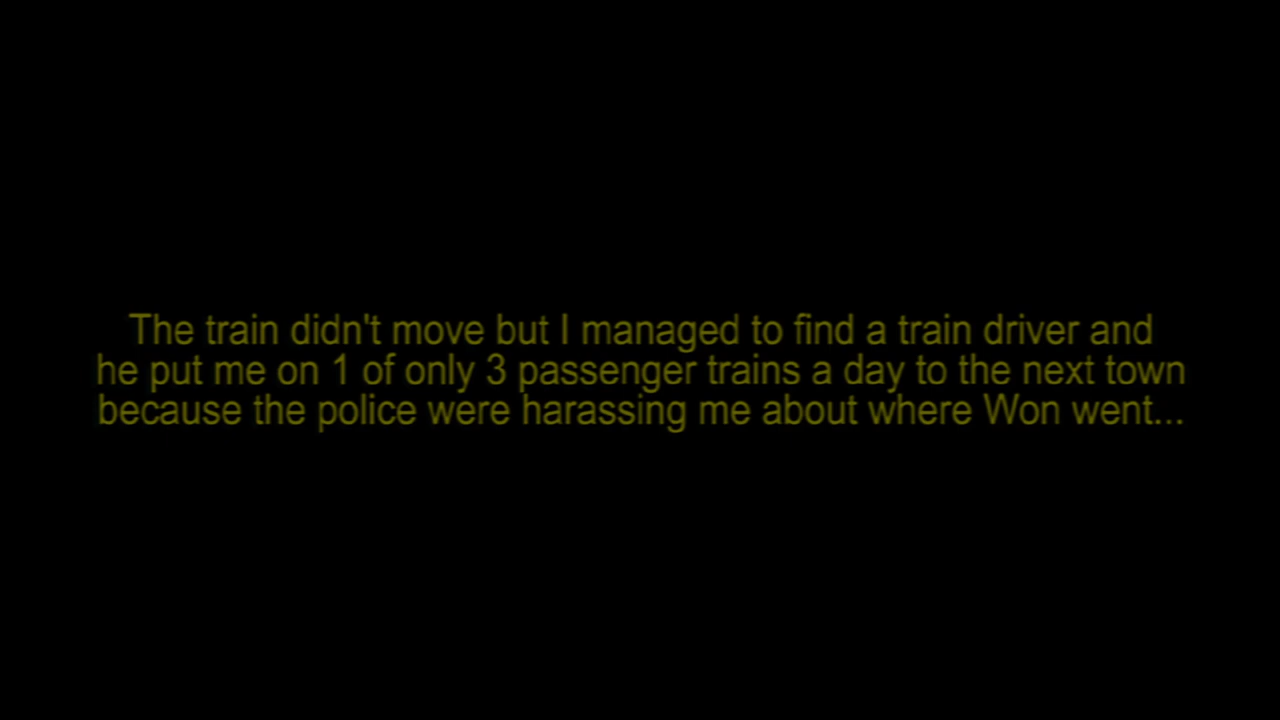 The train didn't move but I managed to find a train driver and
he put me on 1 of only 3 passenger trains a day to the next town
because the police were harassing me about where Won went...